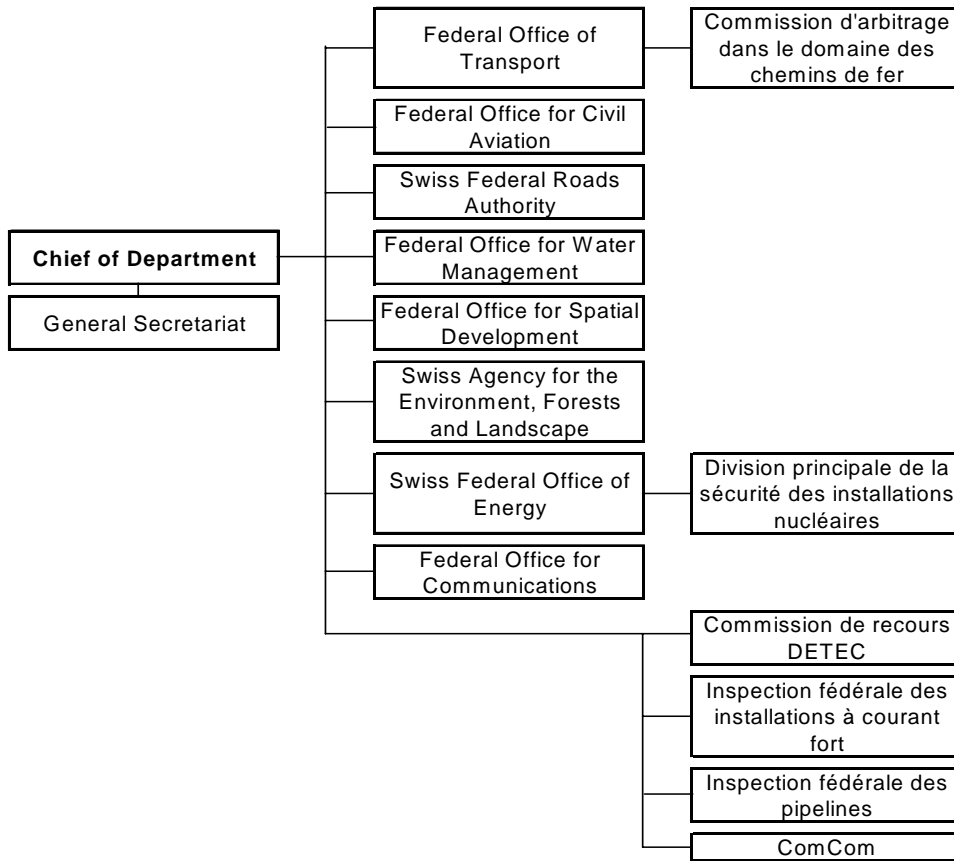 Federal Office of
Transport
Commission d'arbitrage
dans le domaine des
chemins de fer
Federal Office for Civil
Aviation
Swiss Federal Roads
Authority
Chief of Department
Federal Office for Water
Management
General Secretariat
Federal Office for Spatial
Development
Swiss Agency for the
Environment, Forests
and Landscape
Swiss Federal Office of
Energy
Division principale de la
sécurité des installations
nucléaires
Federal Office for
Communications
Commission de recours
DETEC
Inspection fédérale des
installations à courant
fort
Inspection fédérale des
pipelines
ComCom